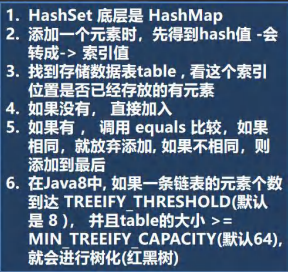 1. HashSet 底层是 HashMap
2. 添加一个元素时，先得到hash值 -会
转成-> 索引值
3. 找到存储数据表table , 看这个索引
位置是否已经存放的有元素
4. 如果没有， 直接加入
5. 如果有 ， 调用 equals 比较，如果
相同，就放弃添加, 如果不相同，则
添加到最后
6. 在Java8中, 如果一条链表的元素个数
到达 TREEIFY_THRESHOLD(默认
是 8 )， 并且table的大小 >=
MIN_TREEIFY_CAPACITY(默认64),
就会进行树化(红黑树)